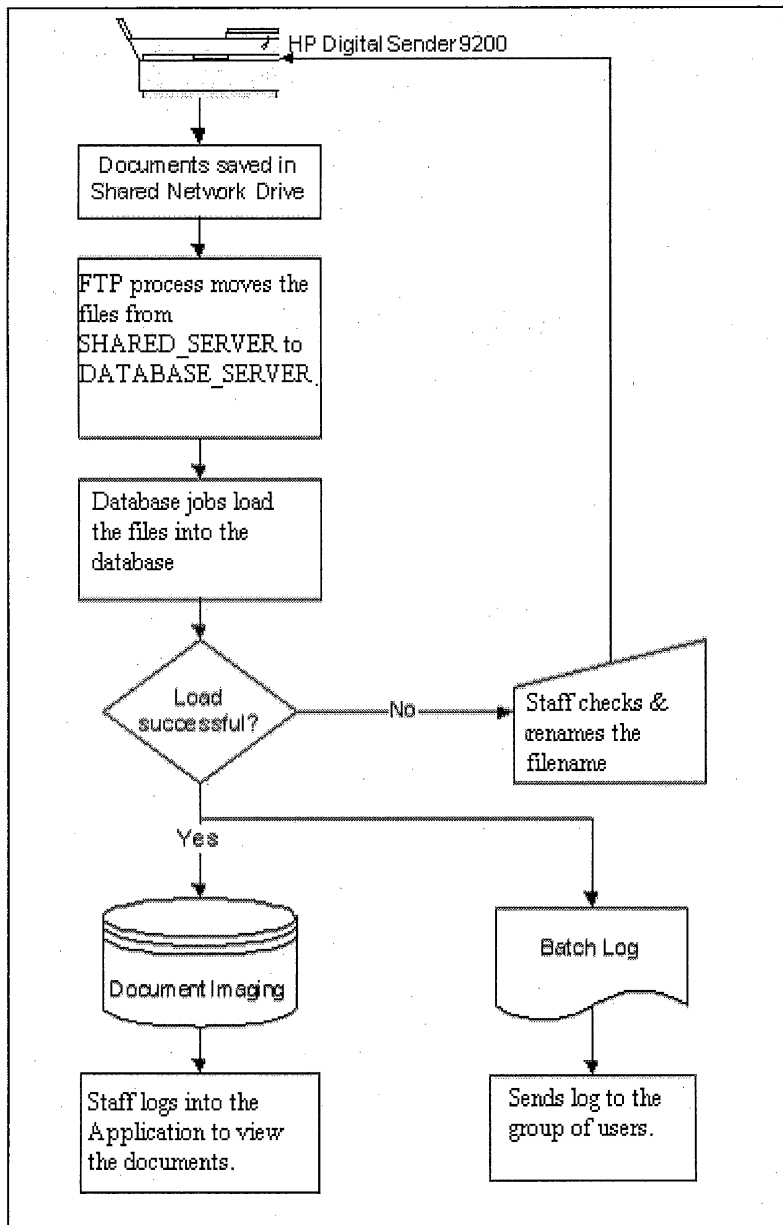 HP Digital Sender 9200
Documents saved in
Shared Network Drive
FTP process moves the
files from
SHARED_SERVER to
DATABASE_SERVER.
Database jobs load
the files into the
database
Load
successful?
No
Staff checks &
renames the
filename
Yes
Document Imaging
Batch Log
Staff logs into the
Application to view
the documents.
Sends log to the
group of users.